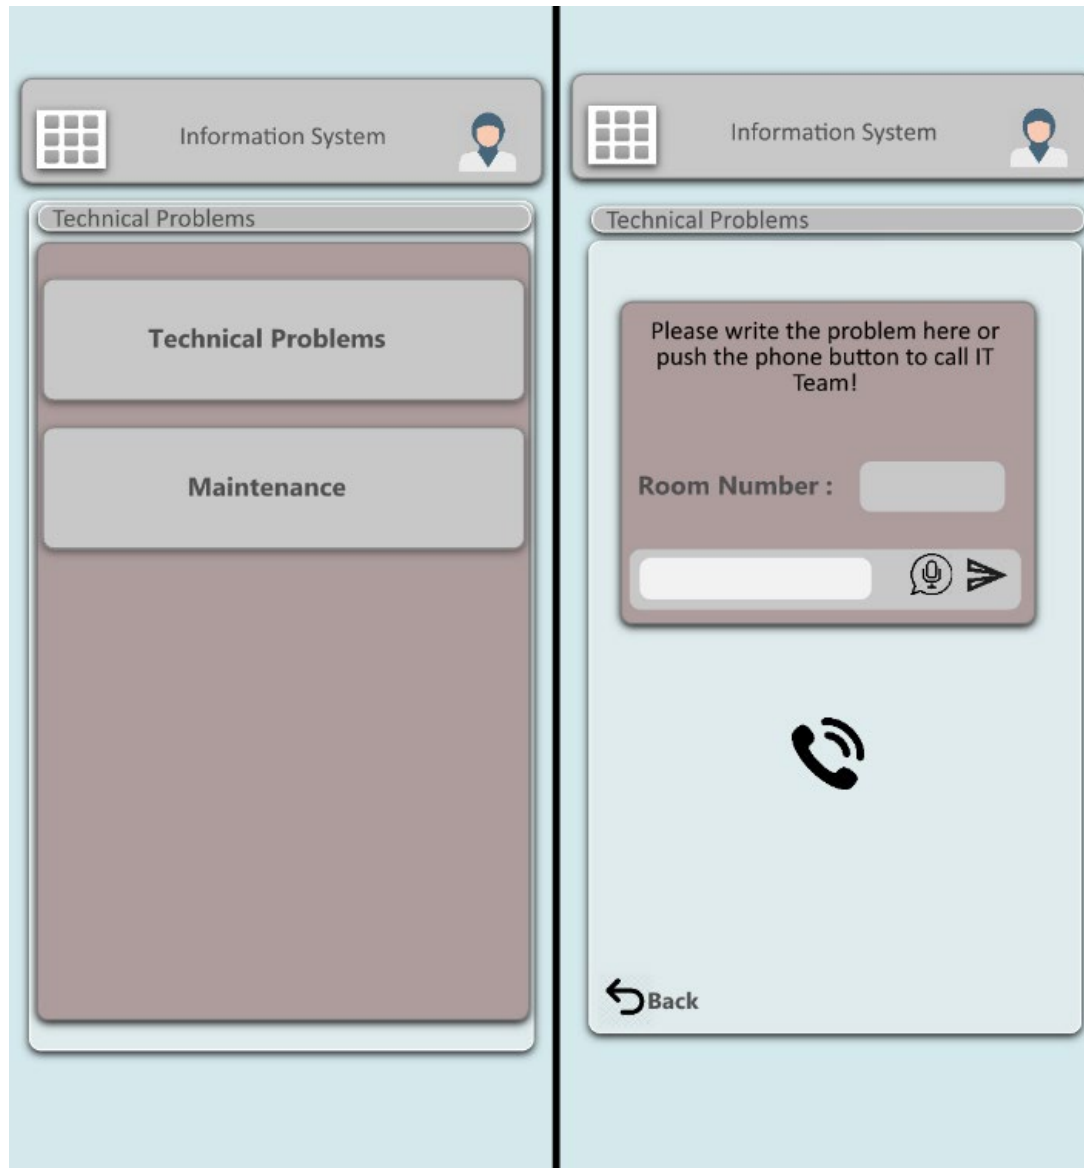 Information System
Technical Problems
Technical Problems
Maintenance
Information System
Technical Problems
Please write the problem here or
push the phone button to call IT
Team!
Room Number :
Back